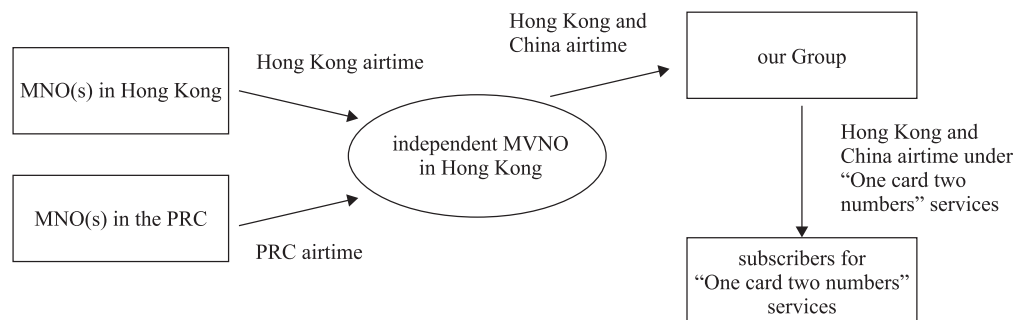 MNO(s) in Hong Kong
Hong Kong airtime
MNO(s) in the PRC
PRC airtime
independent MVNO
in Hong Kong
Hong Kong and
China airtime
our Group
Hong Kong and
China airtime under
“One card two
numbers” services
subscribers for
“One card two numbers”
services